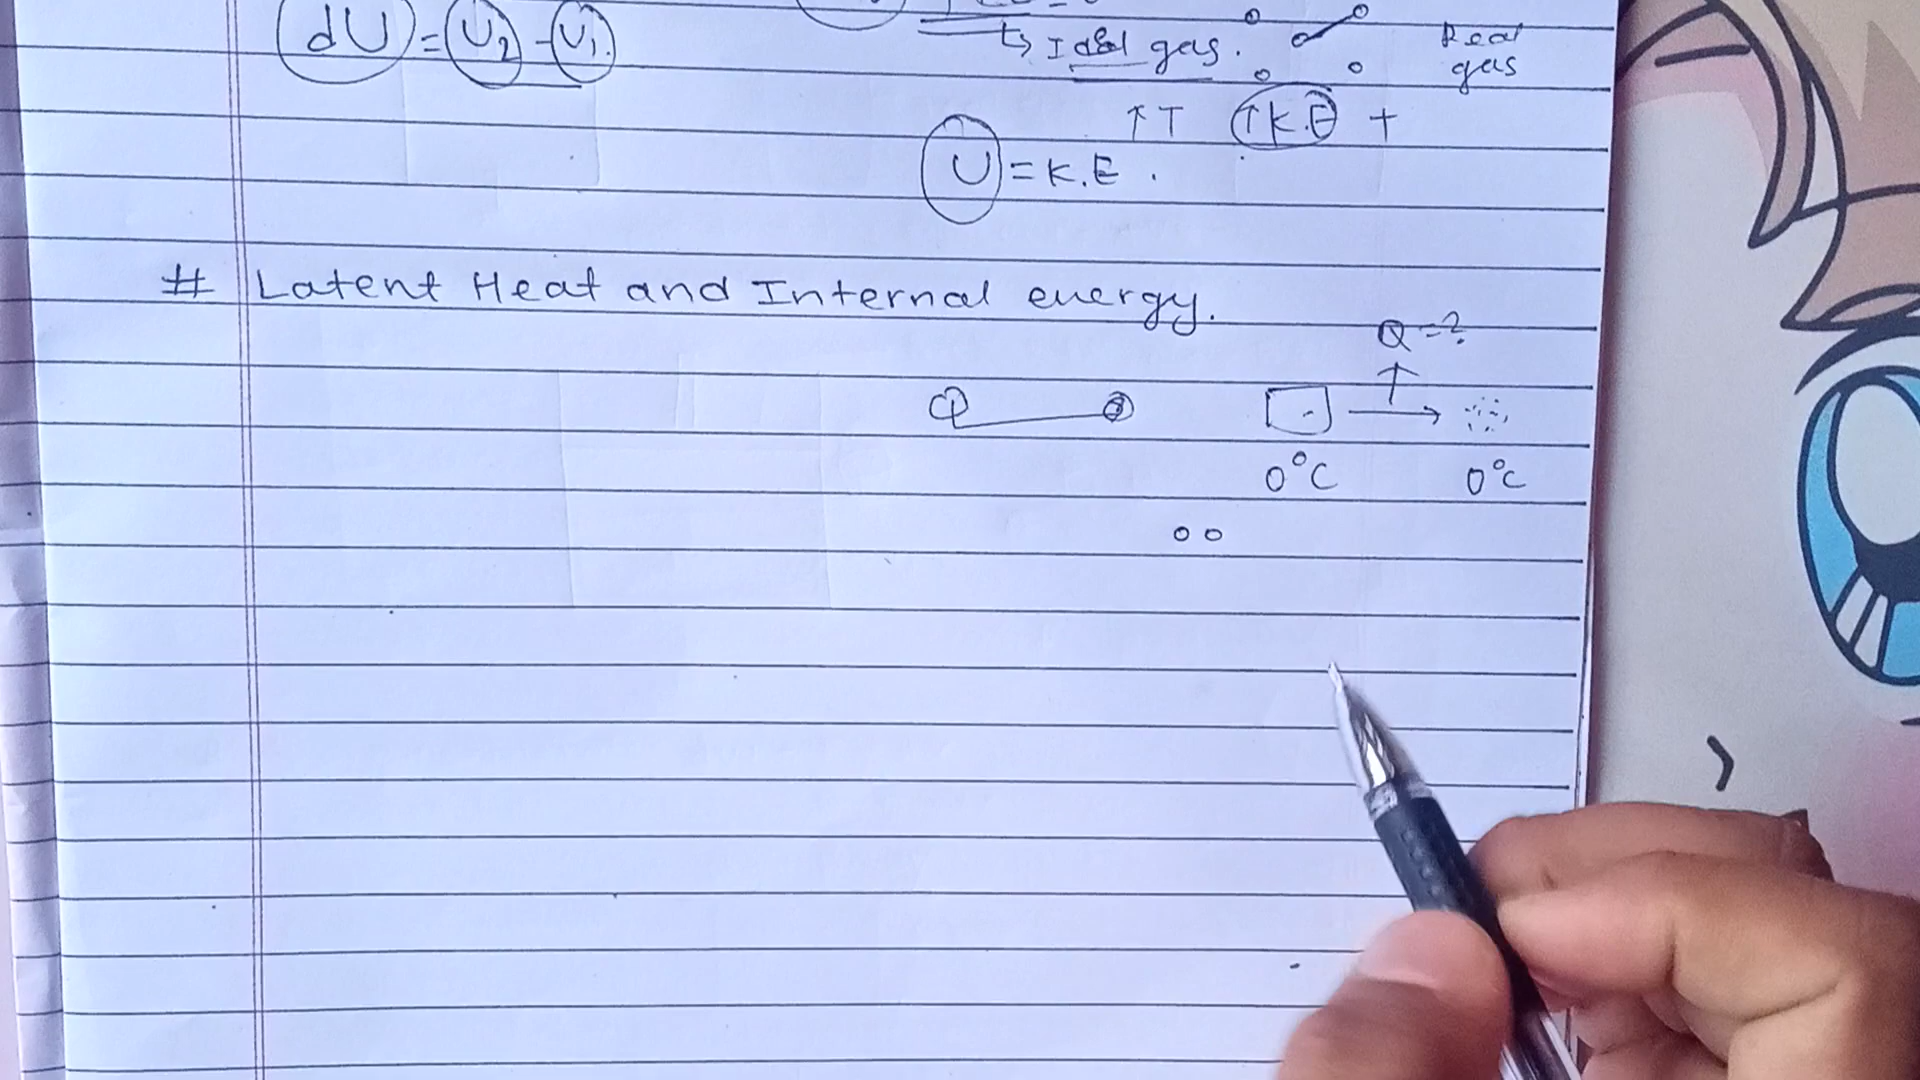 dU = U2 - U1.
↳ Ideal gas.
Real gas
↑T ↑K.E +
U = K.E.
# Latent Heat and Internal energy.
Q = ?
0°C 0°C